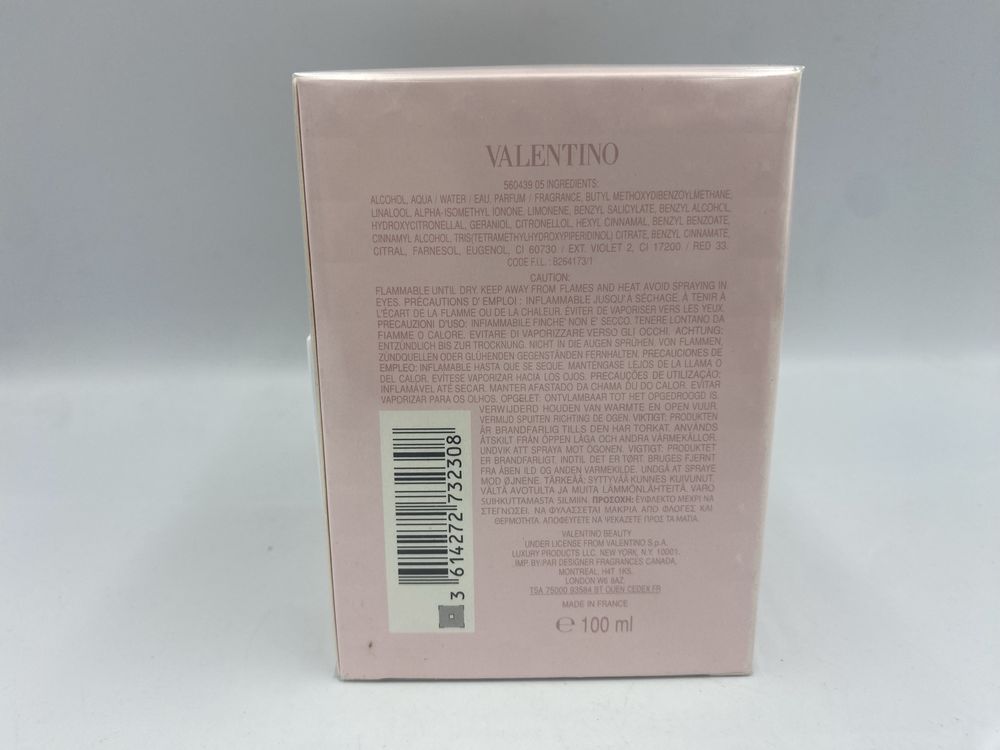 VALENTINO
560439 05 INGREDIENTS:
ALCOHOL, AQUA / WATER / EAU, PARFUM / FRAGRANCE, BUTYL METHOXYDIBENZOYLMETHANE,
LINALOOL, ALPHA-ISOMETHYL IONONE, LIMONENE, BENZYL SALICYLATE, BENZYL ALCOHOL,
HYDROXYCITRONELLAL, GERANIOL, CITRONELLOL, HEXYL CINNAMAL, BENZYL BENZOATE,
CINNAMYL ALCOHOL, TRIS(TETRAMETHYLHYDROXYPIPERIDINOL) CITRATE, BENZYL CINNAMATE,
CITRAL, FARNESOL, EUGENOL, CI 60730 / EXT. VIOLET 2, CI 17200 / RED 33.
CODE F.I.L. : B264173/1
CAUTION:
FLAMMABLE UNTIL DRY. KEEP AWAY FROM FLAMES AND HEAT AVOID SPRAYING IN
EYES. PRÉCAUTIONS D'EMPLOI : INFLAMMABLE JUSQU'À SÉCHAGE. À TENIR À
L'ÉCART DE LA FLAMME OU DE LA CHALEUR. ÉVITER DE VAPORISER VERS LES YEUX.
PRECAUZIONI D'USO: INFIAMMABILE FINCHÈ NON È SECCO. TENERE LONTANO DA
FIAMME O CALORE. EVITARE DI VAPORIZZARE VERSO GLI OCCHI. ACHTUNG:
ENTZÜNDLICH BIS ZUR TROCKNUNG. NICHT IN DIE AUGEN SPRÜHEN. VON FLAMMEN,
ZÜNDQUELLEN ODER GLÜHENDEN GEGENSTÄNDEN FERNHALTEN. PRECAUCIONES DE
EMPLEO: INFLAMABLE HASTA QUE SE SEQUE. MANTÉNGASE LEJOS DE LA LLAMA O
DEL CALOR. EVÍTESE VAPORIZAR HACIA LOS OJOS. PRECAUÇÕES DE UTILIZAÇÃO:
INFLAMÁVEL ATÉ SECAR. MANTER AFASTADO DA CHAMA OU DO CALOR. EVITAR
VAPORIZAR PARA OS OLHOS. OPGELET: ONTVLAMBAAR TOT HET OPGEDROOGD IS.
VERWIJDERD HOUDEN VAN WARMTE EN OPEN VUUR.
VERMIJD SPUITEN RICHTING DE OGEN. VIKTIGT: PRODUKTEN
ÄR BRANDFARLIG TILLS DEN HAR TORKAT. ANVÄNDS
ÅTSKILT FRÅN ÖPPEN LÅGA OCH ANDRA VÄRMEKÄLLOR.
UNDVIK ATT SPRAYA MOT ÖGONEN. VIGTIGT: PRODUKTET
ER BRANDFARLIGT, INDTIL DET ER TØRT. BRUGES FJERNT
FRA ÅBEN ILD OG ANDEN VARMEKILDE. UNDGÅ AT SPRAYE
MOD ØJNENE. TÄRKEÄÄ: SYTTYVÄÄ KUNNES KUIVUNUT.
VÄLTÄ AVOTULTA JA MUITA LÄMMÖNLÄHTEITÄ. VARO
SUIHKUTTAMASTA SILMIIN. ΠΡΟΣΟΧΗ: ΕΥΦΛΕΚΤΟ ΜΕΧΡΙ ΝΑ
ΣΤΕΓΝΩΣΕΙ. ΝΑ ΦΥΛΑΣΣΕΤΑΙ ΜΑΚΡΙΑ ΑΠΟ ΦΛΟΓΕΣ ΚΑΙ
ΘΕΡΜΟΤΗΤΑ. ΑΠΟΦΕΥΓΕΤΕ ΝΑ ΨΕΚΑΖΕΤΕ ΠΡΟΣ ΤΑ ΜΑΤΙΑ.
3 614272 732308
VALENTINO BEAUTY
UNDER LICENSE FROM VALENTINO S.p.A.
LUXURY PRODUCTS LLC. NEW YORK, N.Y. 10001.
IMP. BY:PAR DESIGNER FRAGRANCES CANADA,
MONTREAL, H4T 1K5.
LONDON W6 8AZ.
TSA 75000 93584 ST OUEN CEDEX.FR
MADE IN FRANCE
℮ 100 ml